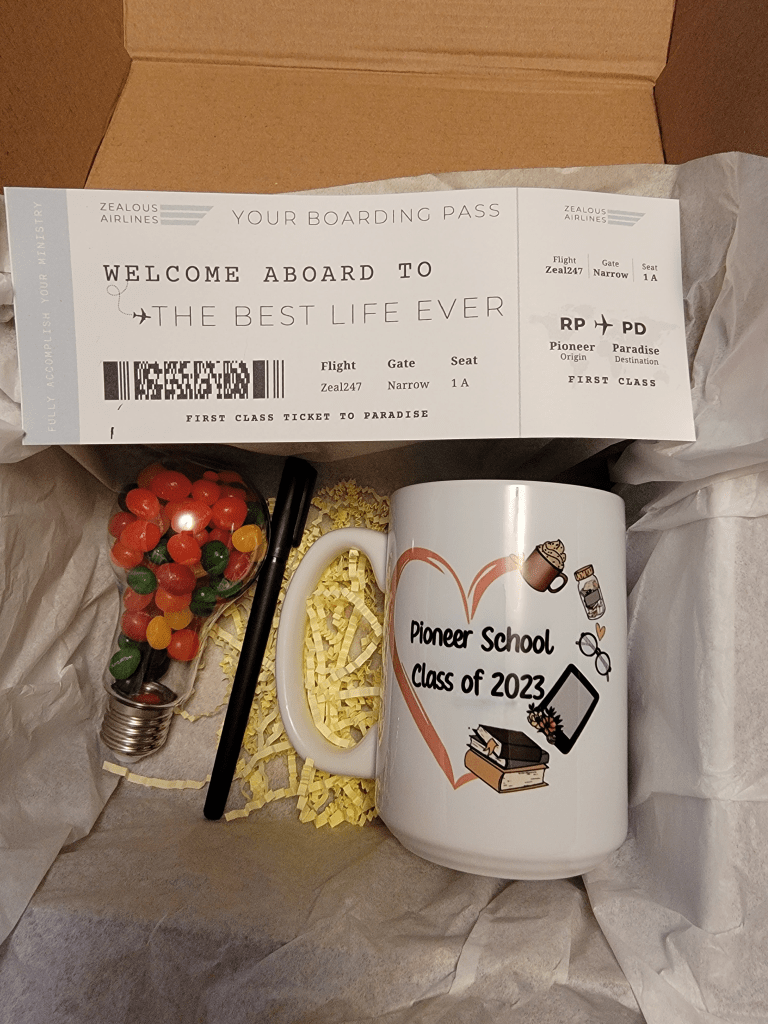 FULLY ACCOMPLISH YOUR MINISTRY
ZEALOUS
AIRLINES
YOUR BOARDING PASS
WELCOME ABOARD TO
THE BEST LIFE EVER
Flight Gate Seat
Zeal247 Narrow 1 A
FIRST CLASS TICKET TO PARADISE
ZEALOUS
AIRLINES
Flight Gate Seat
Zeal247 Narrow 1 A
RP PD
Pioneer Paradise
Origin Destination
FIRST CLASS
Pioneer School
Class of 2023